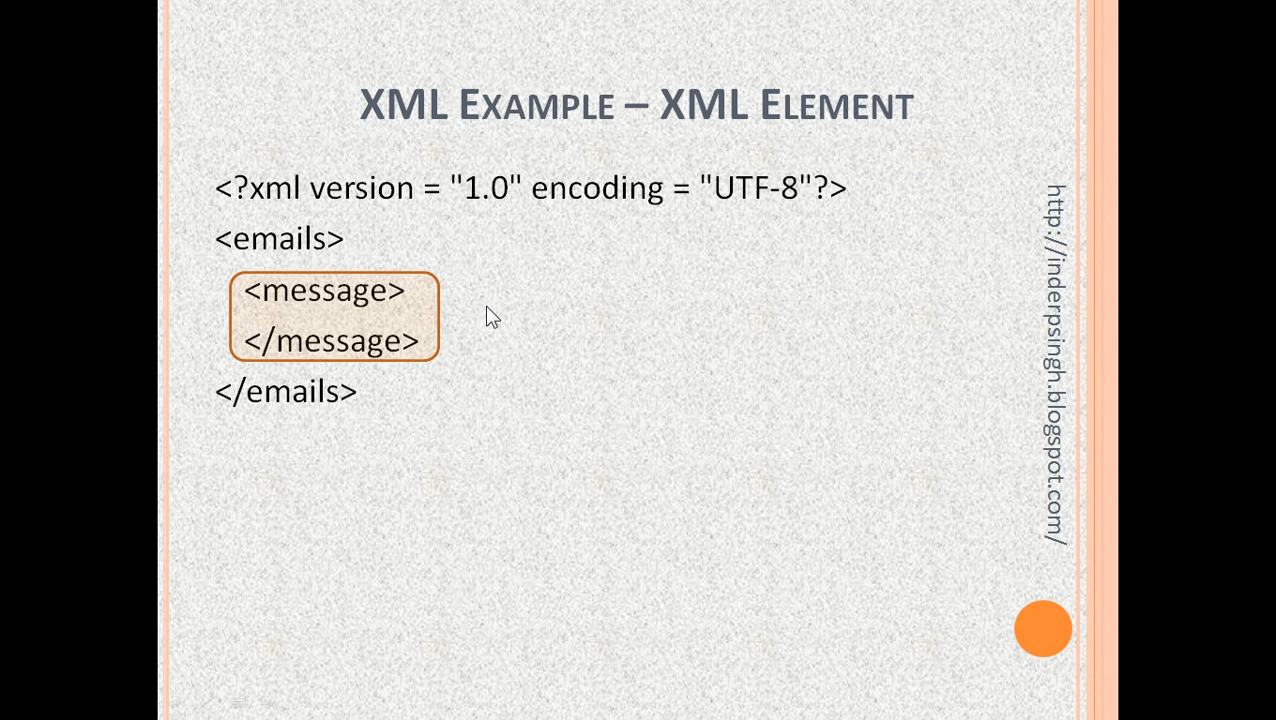 XML EXAMPLE – XML ELEMENT
<?xml version = "1.0" encoding = "UTF-8"?>
<emails>
<message>
</message>
</emails>
http://inderpsingh.blogspot.com/